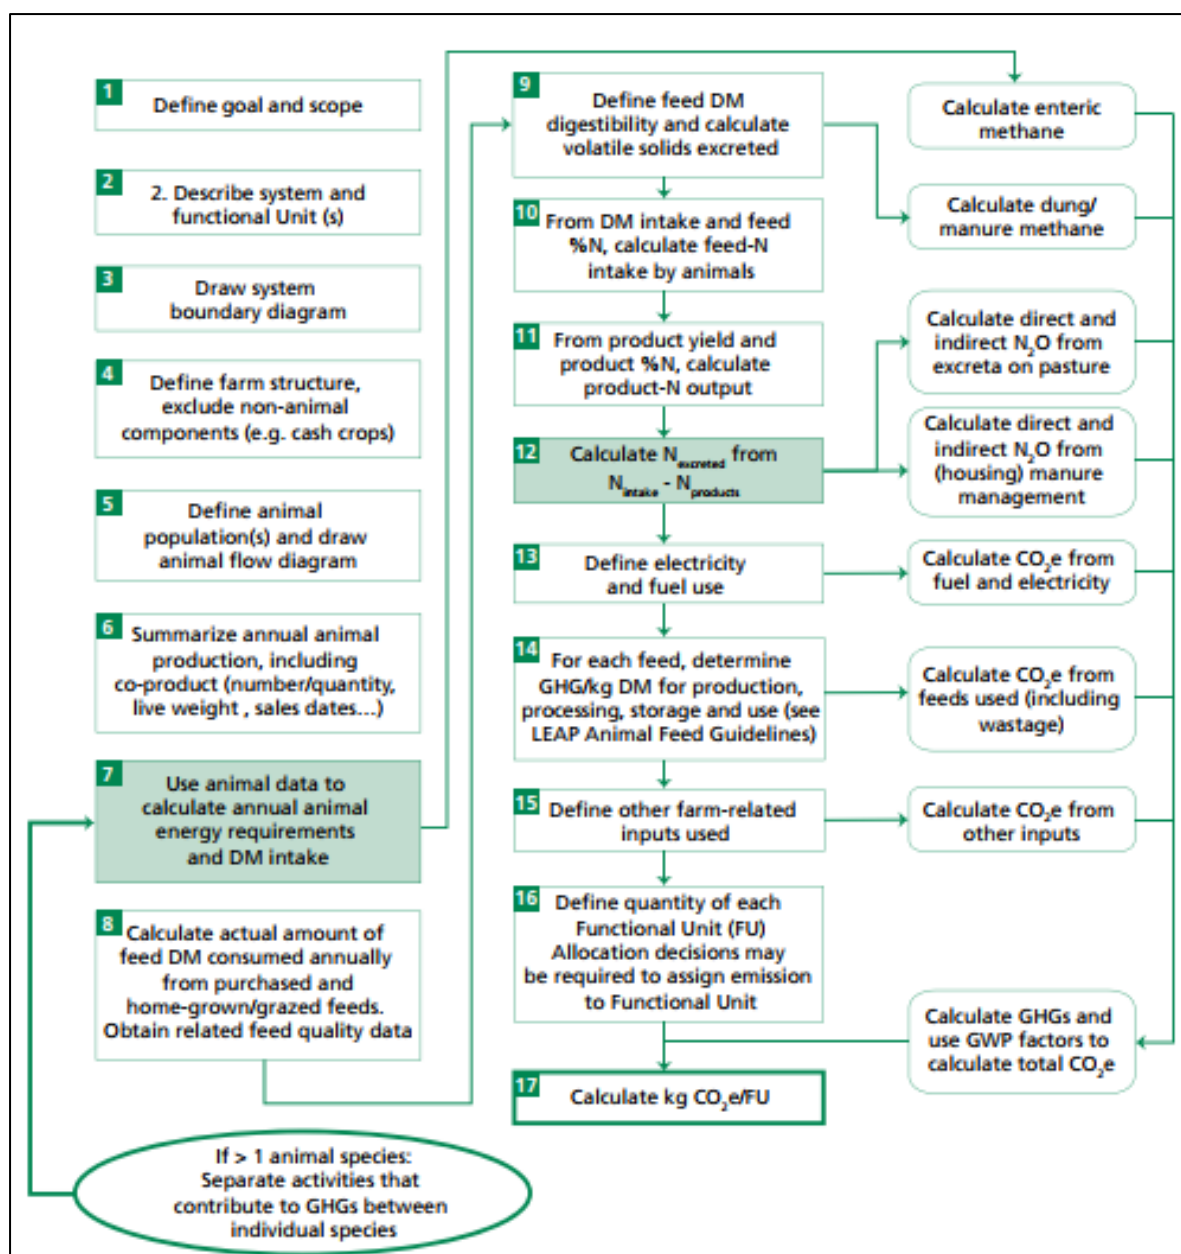 1
Define goal and scope
2
2. Describe system and
functional Unit (s)
3
Draw system
boundary diagram
4
Define farm structure,
exclude non-animal
components (e.g. cash crops)
5
Define animal
population(s) and draw
animal flow diagram
6
Summarize annual animal
production, including
co-product (number/quantity,
live weight , sales dates...)
7
Use animal data to
calculate annual animal
energy requirements
and DM intake
8
Calculate actual amount of
feed DM consumed annually
from purchased and
home-grown/grazed feeds.
Obtain related feed quality data
If > 1 animal species:
Separate activities that
contribute to GHGs between
individual species
9
Define feed DM
digestibility and calculate
volatile solids excreted
10
From DM intake and feed
%N, calculate feed-N
intake by animals
11
From product yield and
product %N, calculate
product-N output
12
Calculate Nexcreted from
Nintake - Nproducts
13
Define electricity
and fuel use
14
For each feed, determine
GHG/kg DM for production,
processing, storage and use (see
LEAP Animal Feed Guidelines)
15
Define other farm-related
inputs used
16
Define quantity of each
Functional Unit (FU)
Allocation decisions may
be required to assign emission
to Functional Unit
17
Calculate kg CO2e/FU
Calculate enteric
methane
Calculate dung/
manure methane
Calculate direct and
indirect N2O from
excreta on pasture
Calculate direct and
indirect N2O from
(housing) manure
management
Calculate CO2e from
fuel and electricity
Calculate CO2e from
feeds used (including
wastage)
Calculate CO2e from
other inputs
Calculate GHGs and
use GWP factors to
calculate total CO2e